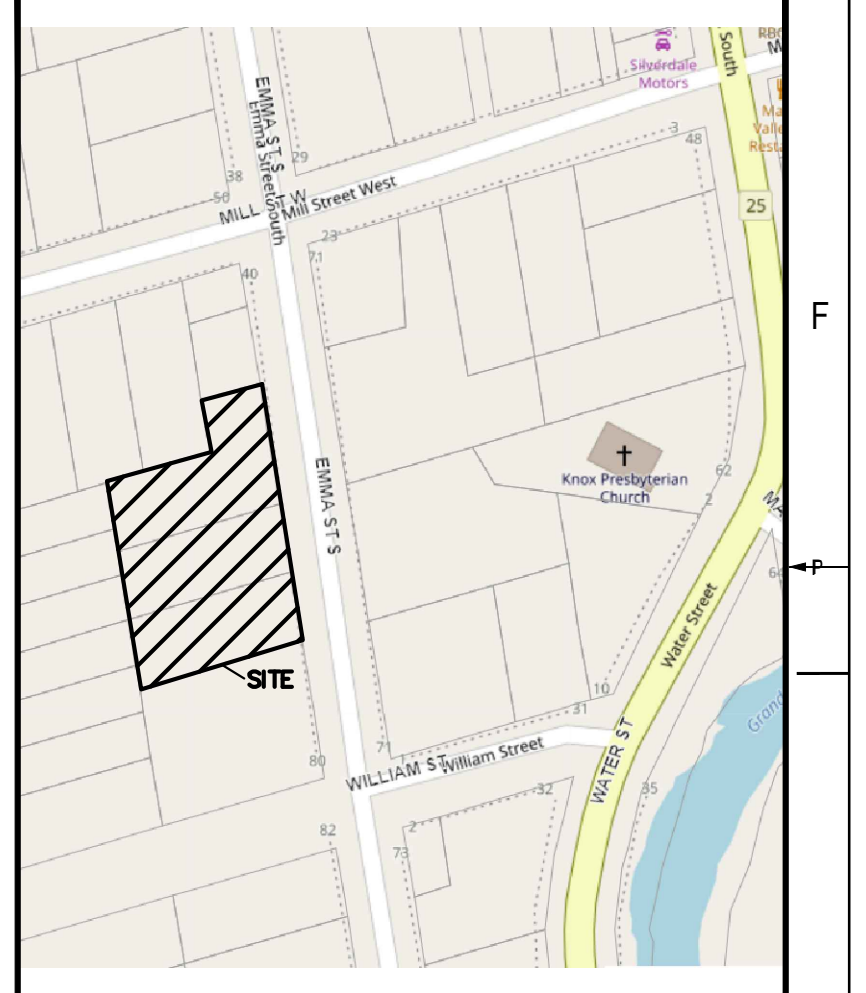 RBC
South
Silverdale
Motors
M
Ma
Valle
Resta
EMMA ST S
Emma Street South
3
48
29
38
50
MILL ST W
Mill Street West
25
23
71
40
F
EMMA ST S
Knox Presbyterian
Church
62
2
MA
P
64
Water Street
SITE
10
31
Grand
71
80
WILLIAM ST
William Street
WATER ST
32
35
82
2
73